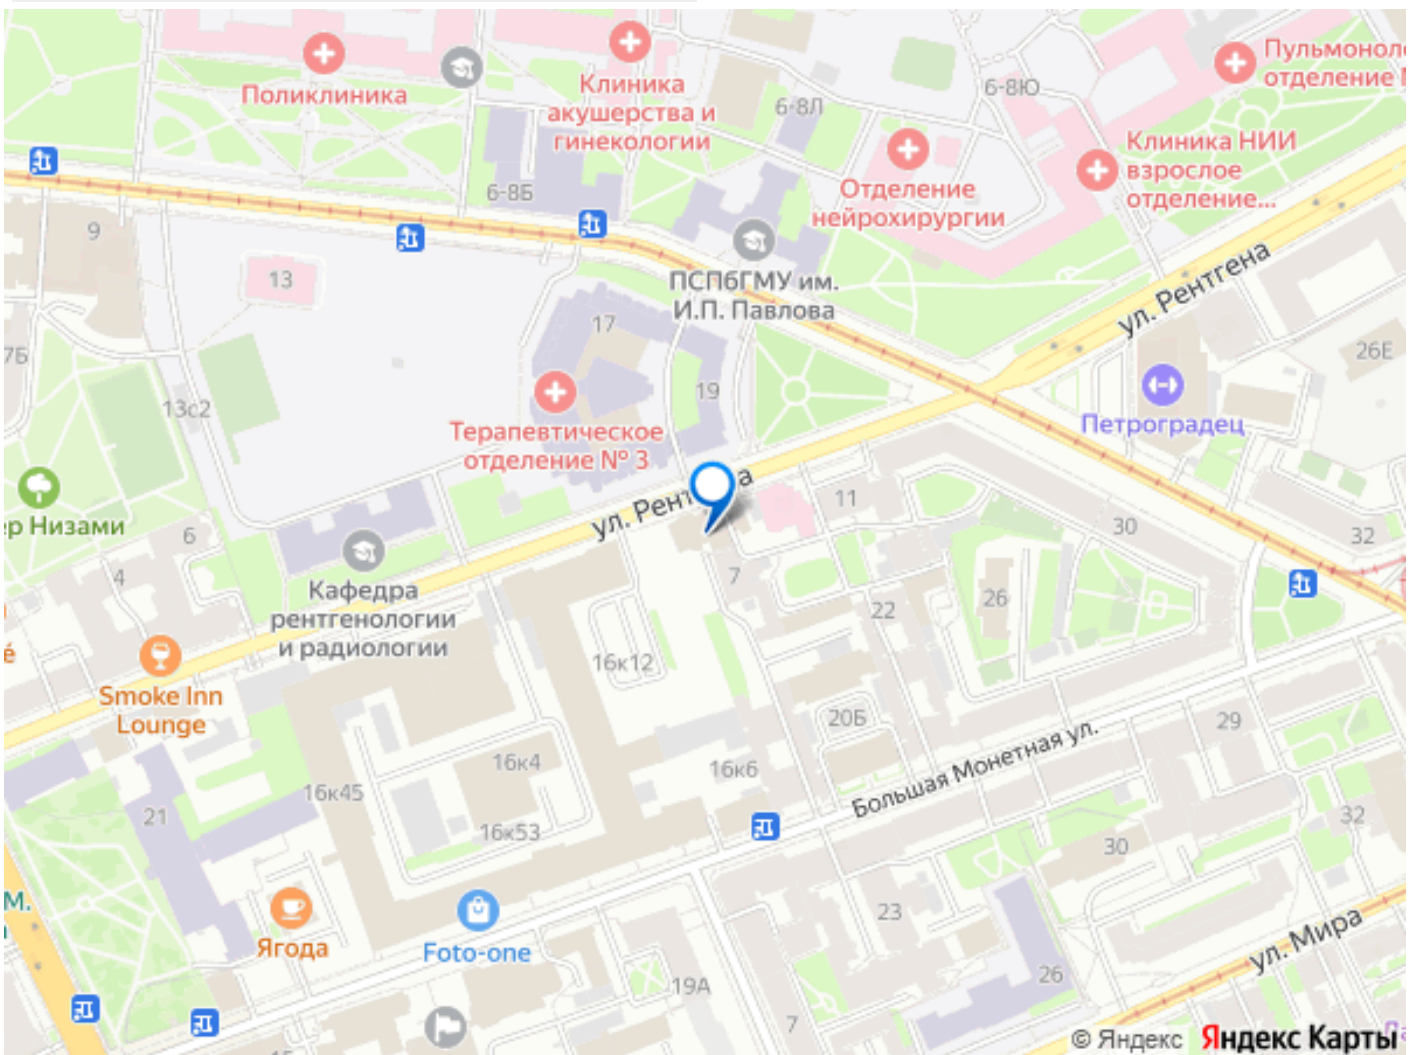 Поликлиника
Клиника
акушерства и
гинекологии
6-8Л
6-8Ю
Пульмоноло
отделение
Клиника НИИ
взрослое
отделение...
Отделение
нейрохирургии
6-8Б
9
13
ПСПбГМУ им.
И.П. Павлова
ул. Рентгена
17
7Б
26Е
13с2
19
Петроградец
Терапевтическое
отделение № 3
ул. Рент
а
11
30
32
ер Низами
6
4
Кафедра
рентгенологии
и радиологии
7
22
26
é
Smoke Inn
Lounge
16к12
20Б
29
Большая Монетная ул.
16к4
16к6
16к45
16к53
21
32
30
М.
Ягода
Foto-one
23
ул. Мира
19А
26
7
© Яндекс Яндекс Карты